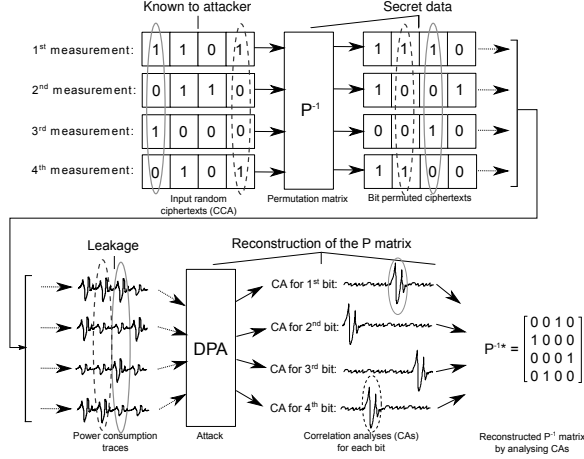 Known to attacker
Secret data
1st measurement: 1 1 0 1 1 1 1 0
2nd measurement: 0 1 1 0 1 0 0 1
3rd measurement: 1 0 0 0 0 0 1 0
4th measurement: 0 1 0 1 1 1 0 0
P-1
Input random
ciphertexts (CCA)
Permutation matrix
Bit permuted ciphertexts
Leakage
Reconstruction of the P matrix
DPA
CA for 1st bit:
CA for 2nd bit:
CA for 3rd bit:
CA for 4th bit:
P-1* =
0 0 1 0
1 0 0 0
0 0 0 1
0 1 0 0
Power consumption
traces
Attack
Correlation analyses (CAs)
for each bit
Reconstructed P-1 matrix
by analysing CAs